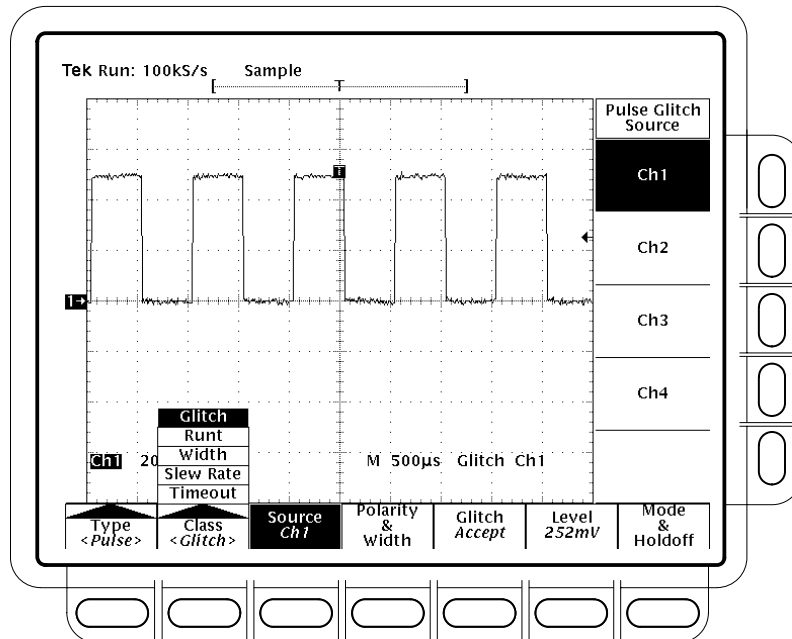 Tek Run: 100kS/s Sample
T
Pulse Glitch
Source
Ch1
Ch2
Ch3
Ch4
T
1
Glitch
Runt
Width
Slew Rate
Timeout
Ch1 20
M 500µs Glitch Ch1
Type
<Pulse>
Class
<Glitch>
Source
Ch1
Polarity
&
Width
Glitch
Accept
Level
252mV
Mode
&
Holdoff